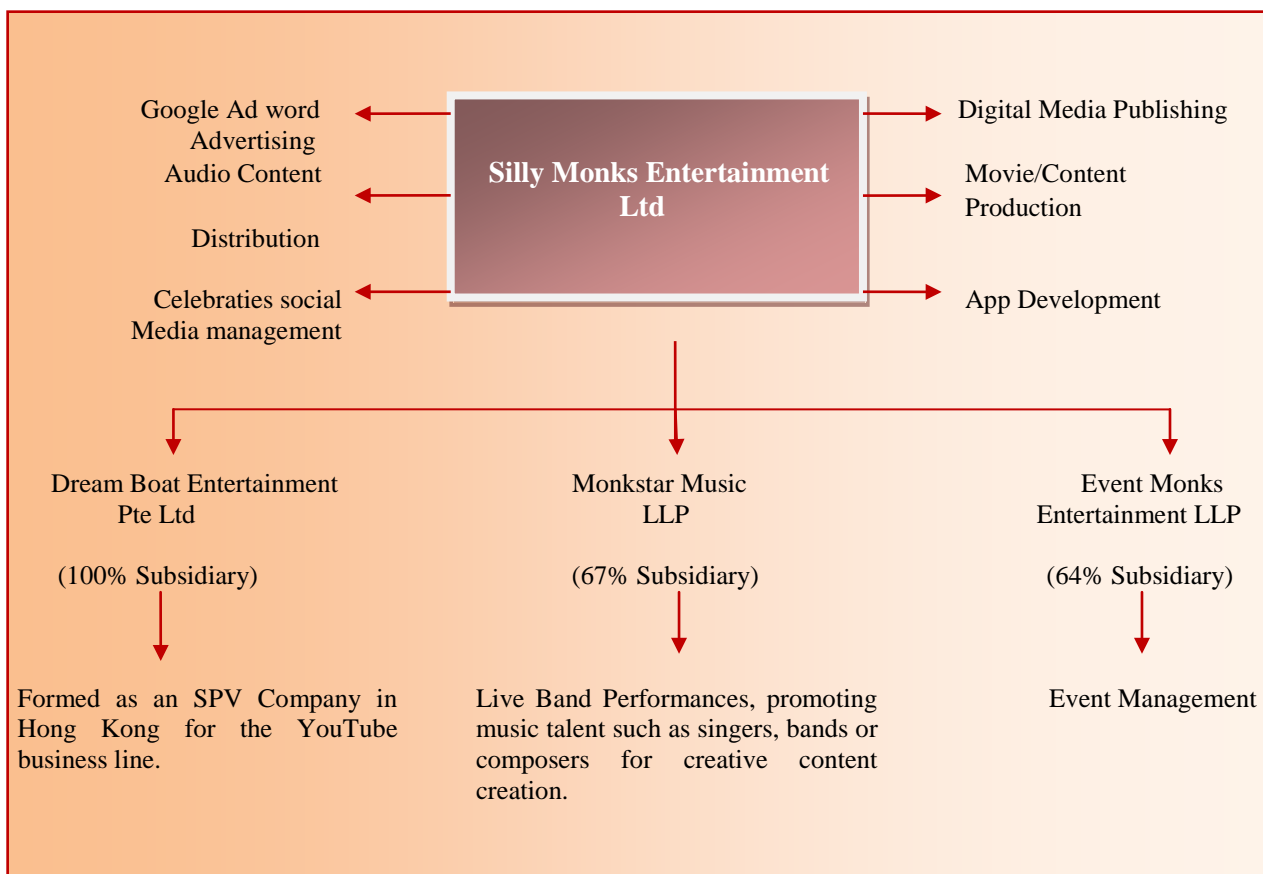 Google Ad word
Advertising
Audio Content
Distribution
Celebraties social
Media management
Silly Monks Entertainment
Ltd
Digital Media Publishing
Movie/Content
Production
App Development
Dream Boat Entertainment
Pte Ltd
(100% Subsidiary)
Formed as an SPV Company in
Hong Kong for the YouTube
business line.
Monkstar Music
LLP
(67% Subsidiary)
Live Band Performances, promoting
music talent such as singers, bands or
composers for creative content
creation.
Event Monks
Entertainment LLP
(64% Subsidiary)
Event Management